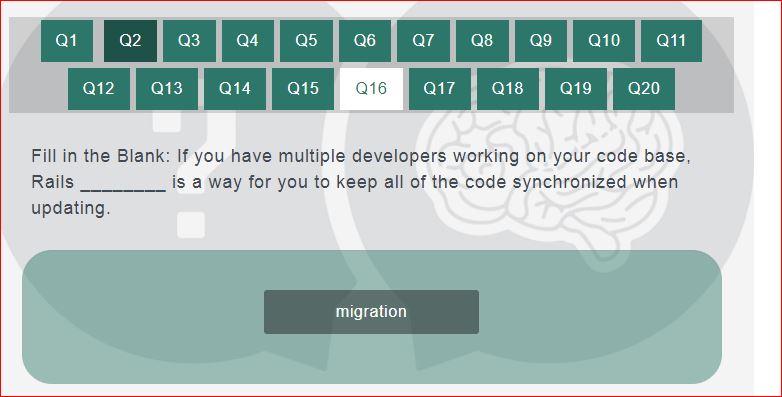 Q1 Q2 Q3 Q4 Q5 Q6 Q7 Q8 Q9 Q10 Q11
Q12 Q13 Q14 Q15 Q16 Q17 Q18 Q19 Q20
Fill in the Blank: If you have multiple developers working on your code base,
Rails ________ is a way for you to keep all of the code synchronized when
updating.
migration